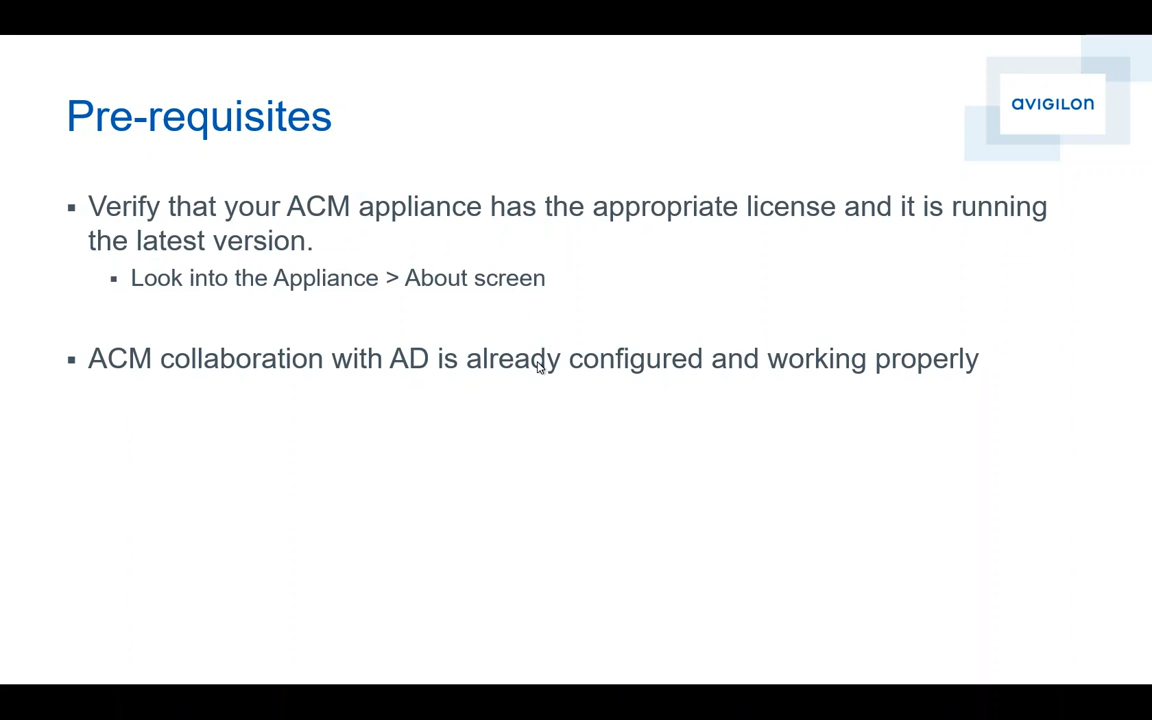 Pre-requisites
AVIGILON
▪ Verify that your ACM appliance has the appropriate license and it is running
the latest version.
▪ Look into the Appliance > About screen
▪ ACM collaboration with AD is already configured and working properly